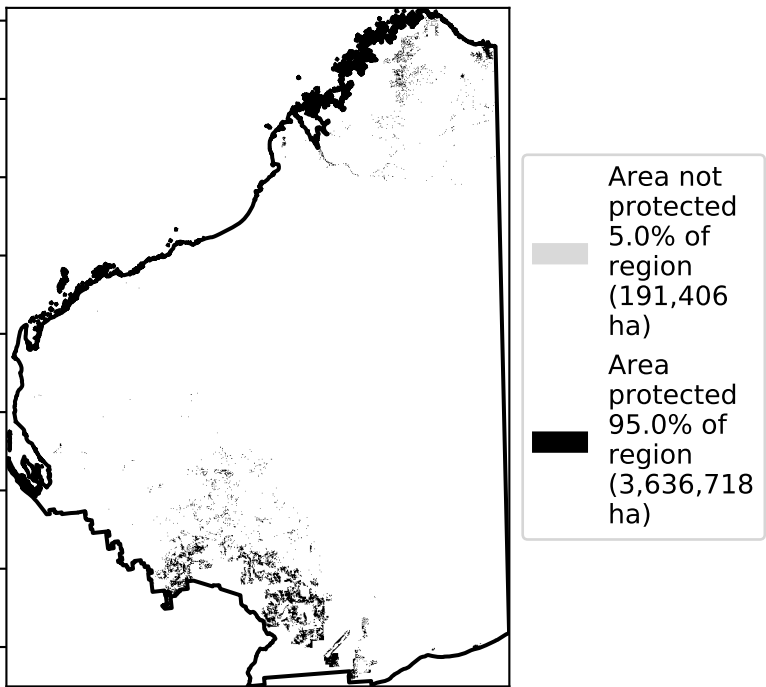 Area not
protected
5.0% of
region
(191,406
ha)
Area
protected
95.0% of
region
(3,636,718
ha)